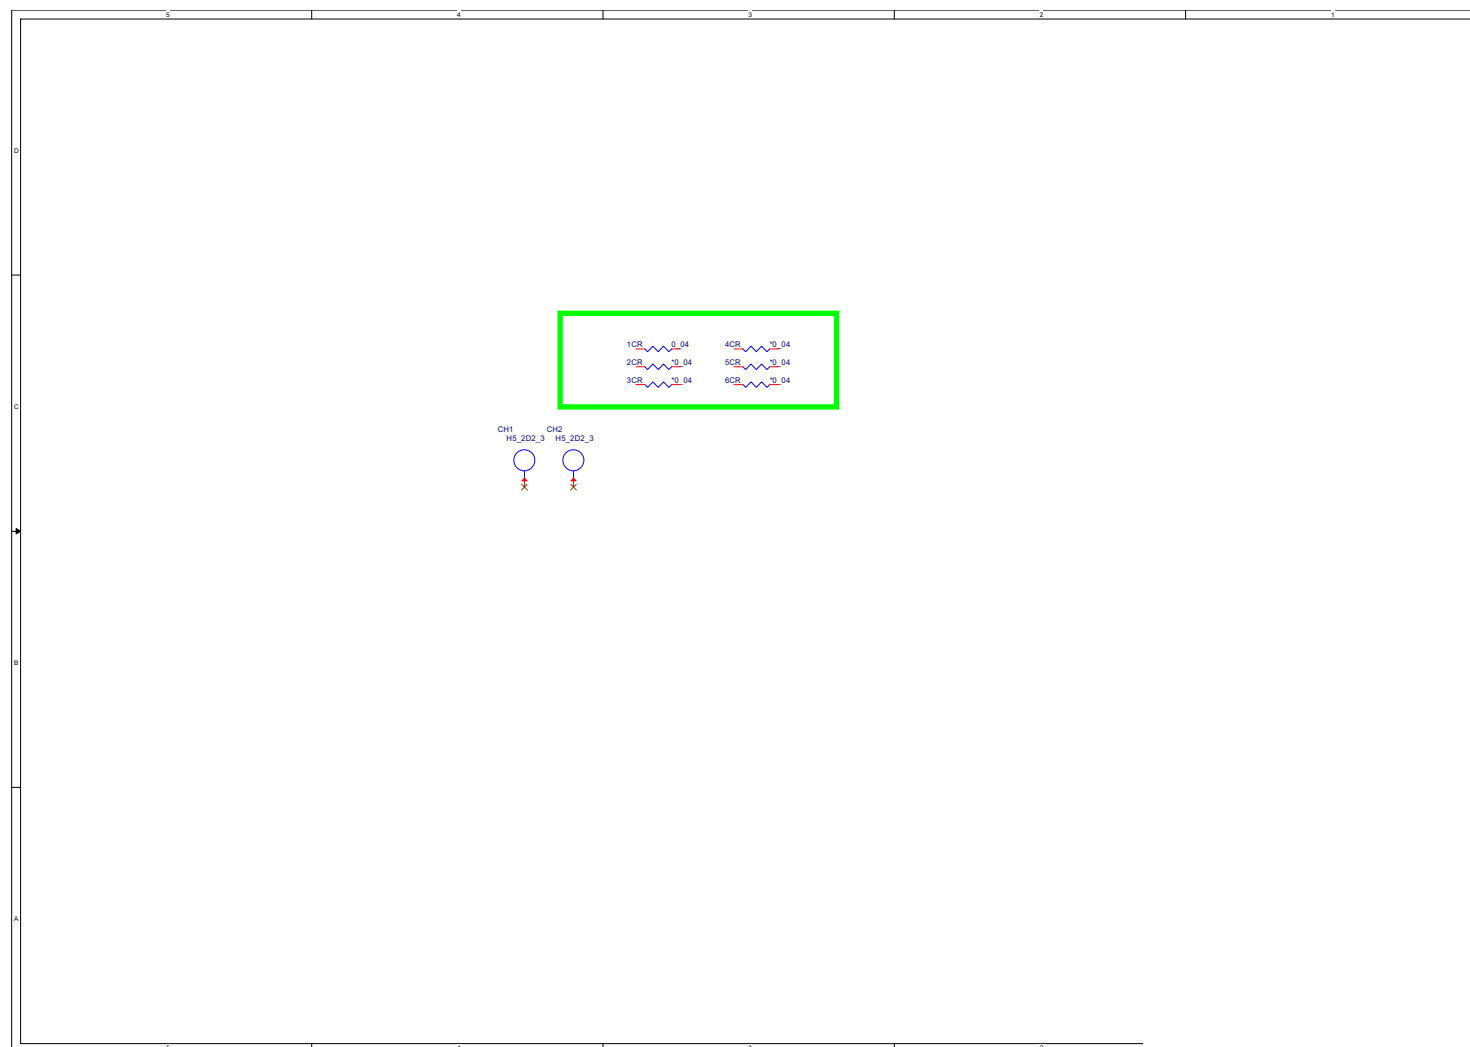 5 4 3 2 1
D
1CR 0_04 4CR *0_04
2CR *0_04 5CR *0_04
3CR *0_04 6CR *0_04
C
CH1 CH2
H5_2D2_3 H5_2D2_3
B
A